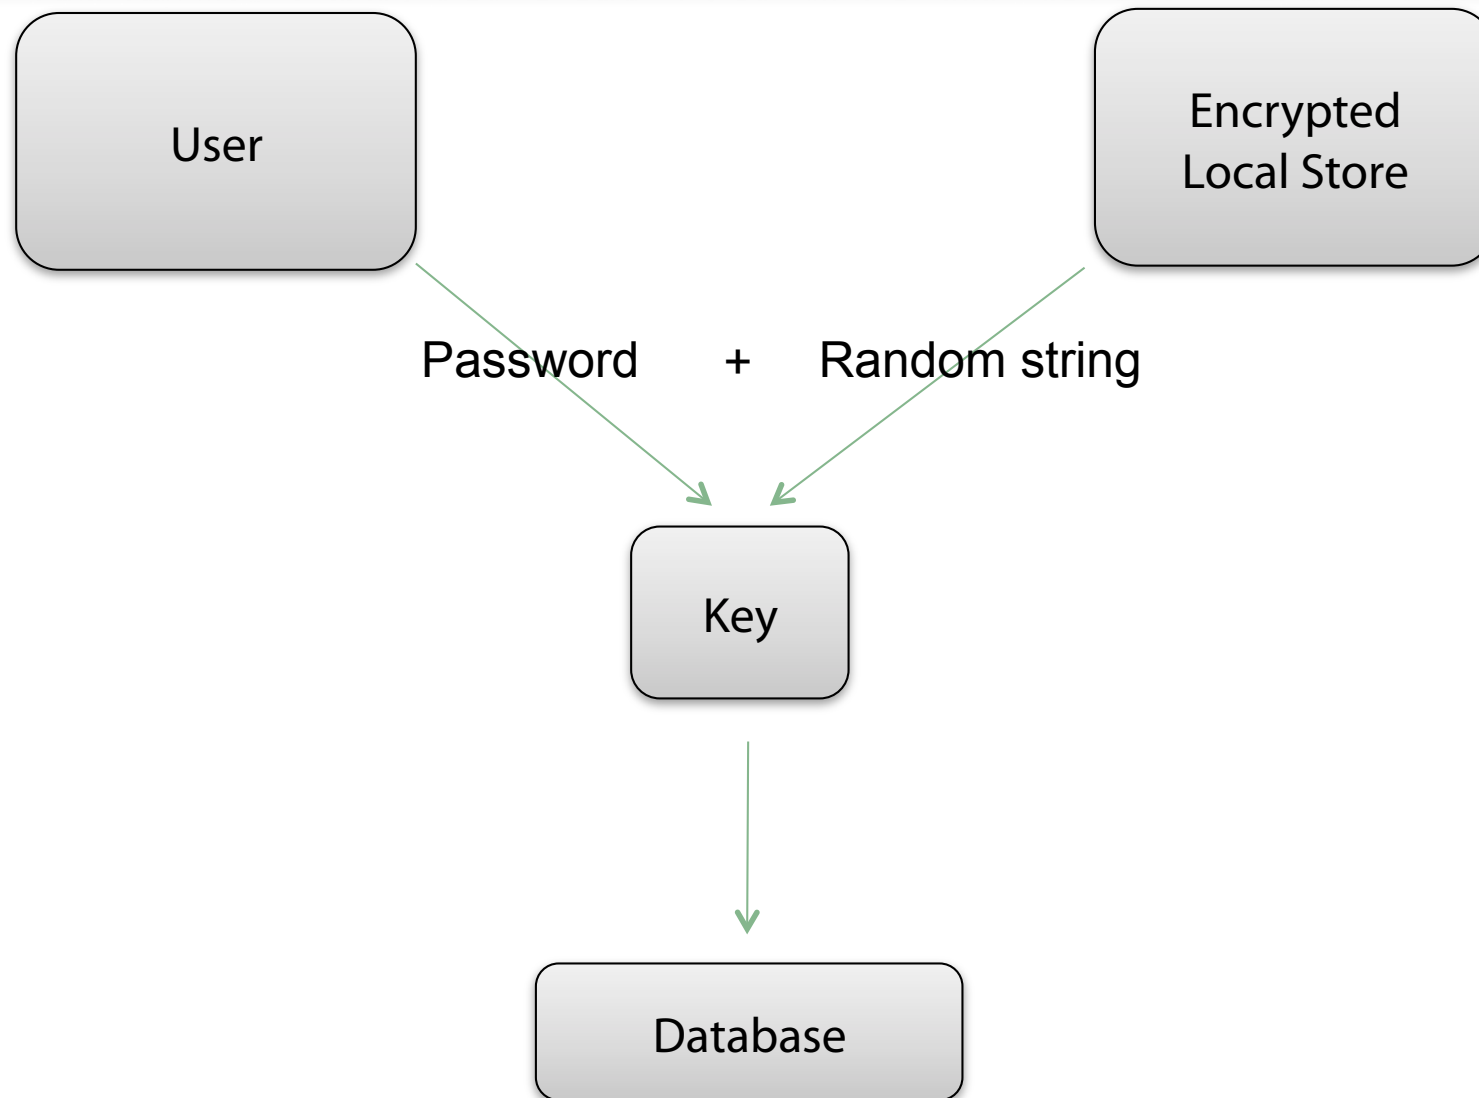 User
Encrypted
Local Store
Password + Random string
Key
Database